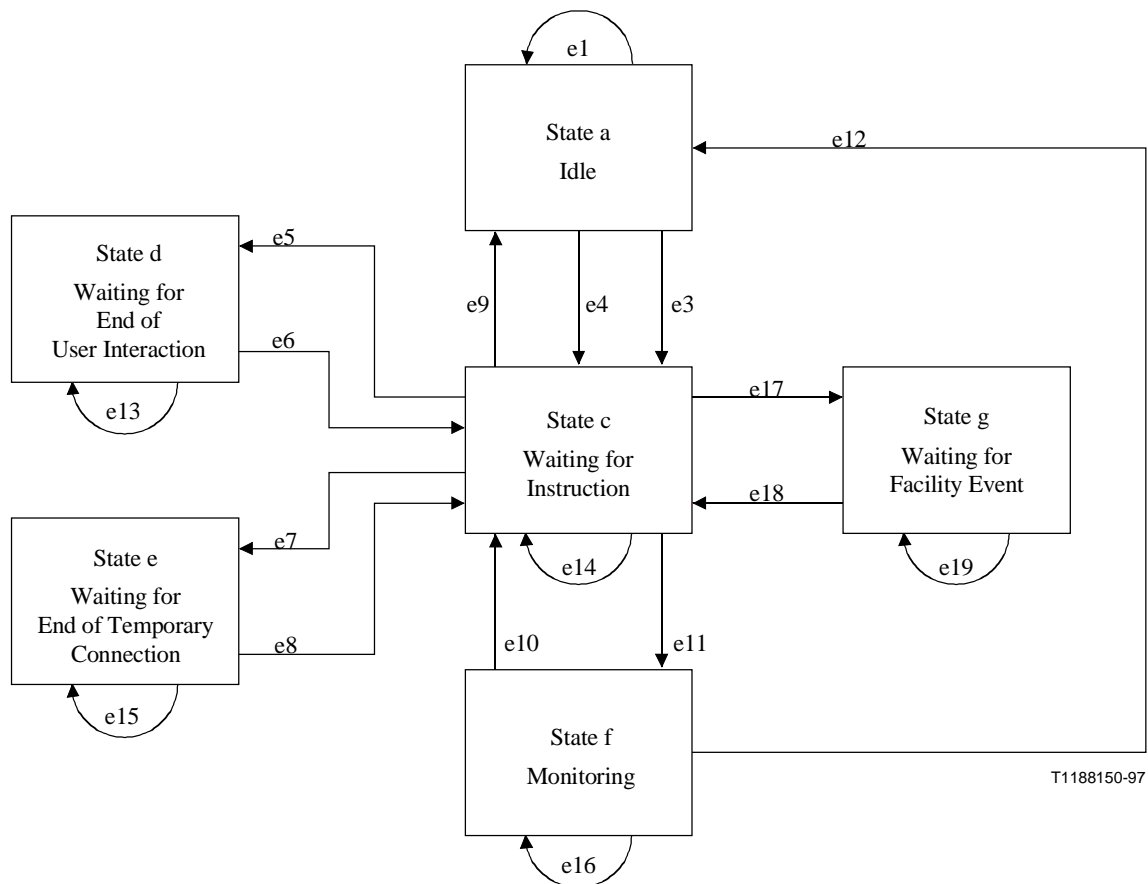 e1
State a
Idle
e12
State d
Waiting for
End of
User Interaction
e5
e6
e13
e9
e4
e3
State c
Waiting for
Instruction
e17
State g
Waiting for
Facility Event
e18
e19
e7
e14
State e
Waiting for
End of Temporary
Connection
e8
e15
e10
e11
State f
Monitoring
e16
T1188150-97